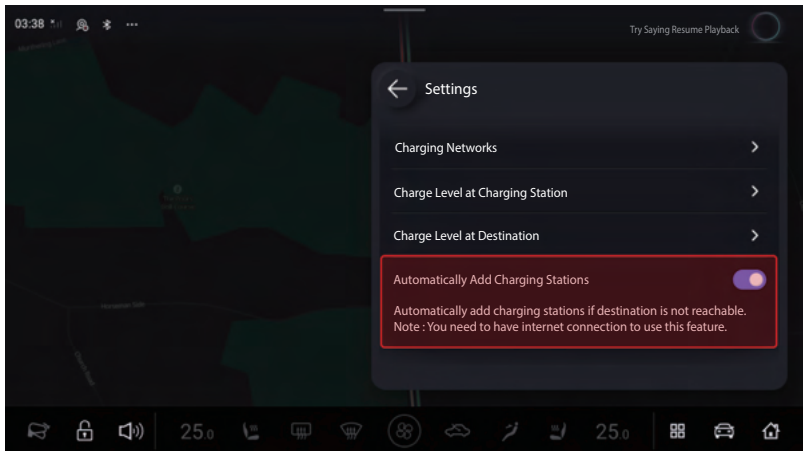 03:38
Try Saying Resume Playback
Settings
Charging Networks
Charge Level at Charging Station
Charge Level at Destination
Automatically Add Charging Stations
Automatically add charging stations if destination is not reachable.
Note : You need to have internet connection to use this feature.
25.0
25.0